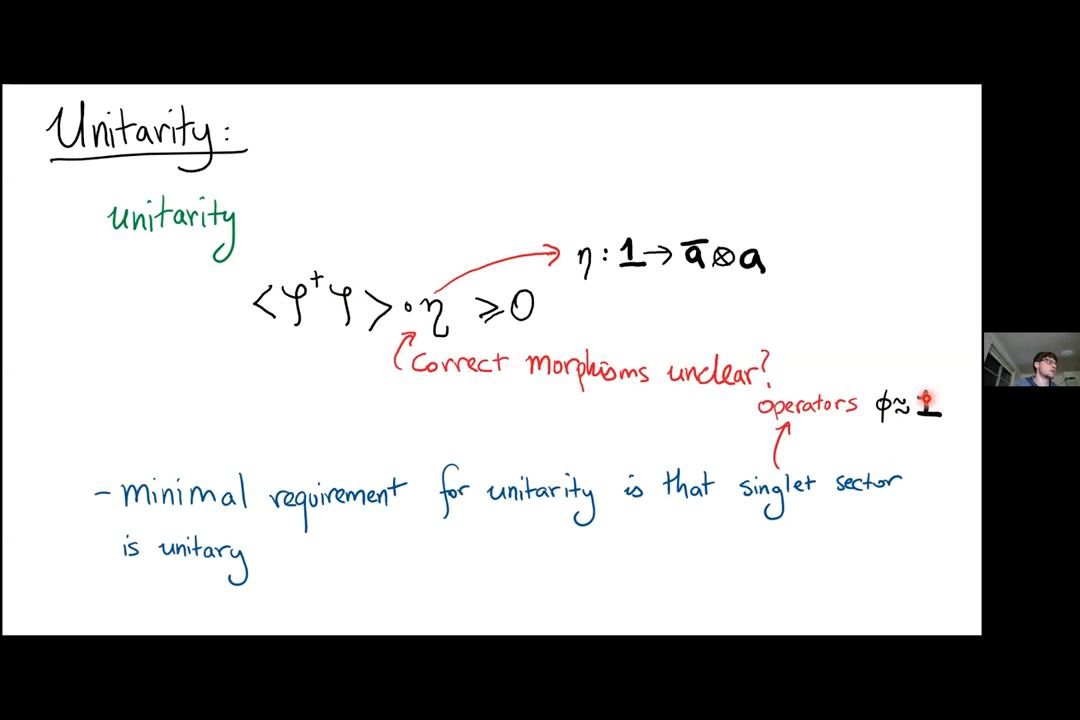 Unitarity:
unitarity
η : 𝟏 → ā ⊗ a
<φ†φ> ∘ η ⩾ 0
Correct morphisms unclear?
operators ϕ ≈ 𝟏
- minimal requirement for unitarity is that singlet sector
is unitary